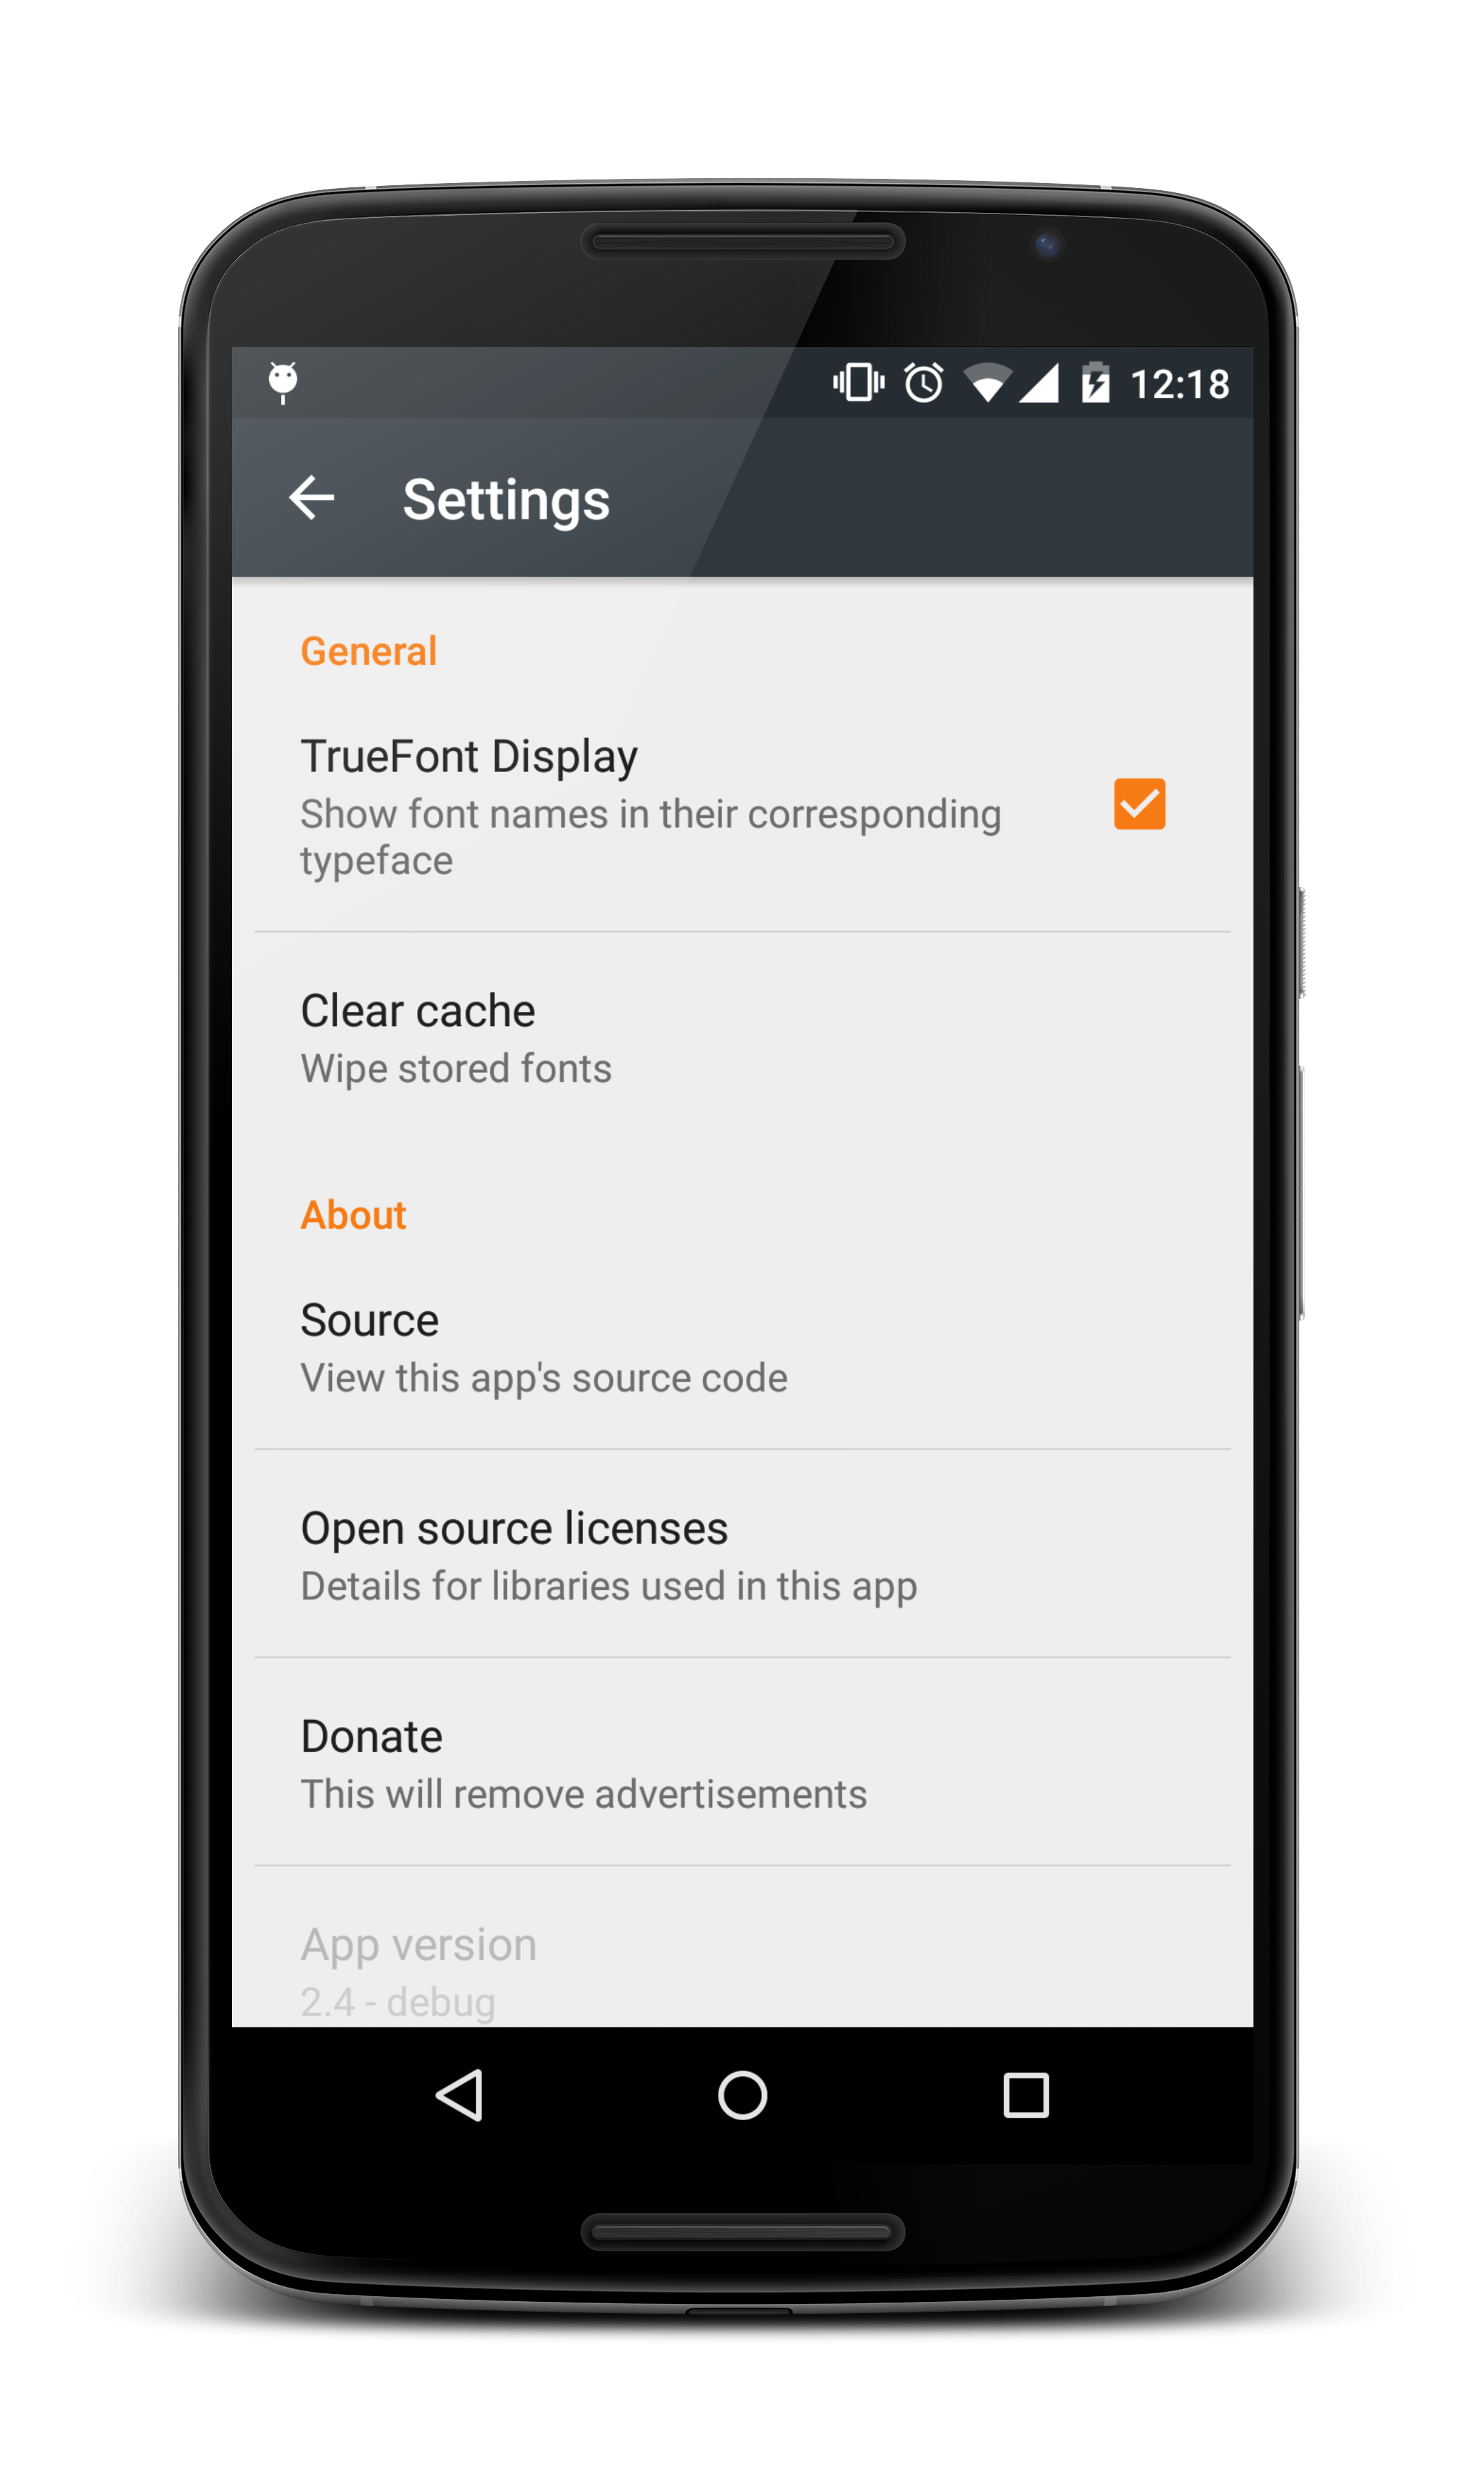 12:18
Settings
General
TrueFont Display
Show font names in their corresponding
typeface
Clear cache
Wipe stored fonts
About
Source
View this app's source code
Open source licenses
Details for libraries used in this app
Donate
This will remove advertisements
App version
2.4 - debug